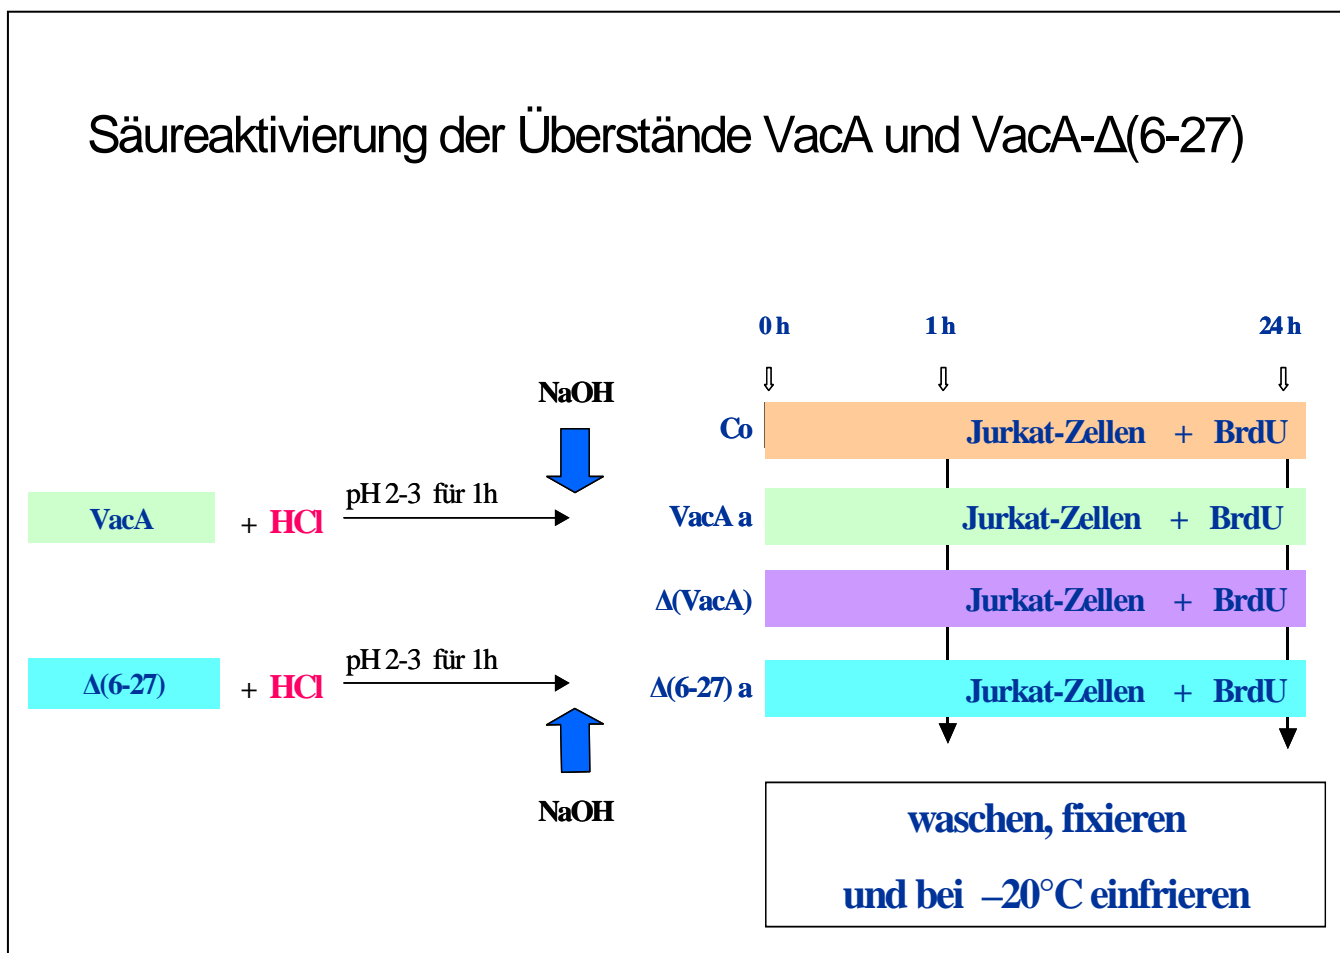 Säureaktivierung der Überstände VacA und VacA-Δ(6-27)
0 h 1 h 24 h
NaOH
Co Jurkat-Zellen + BrdU
VacA + HCl pH 2-3 für 1h
VacA a Jurkat-Zellen + BrdU
Δ(VacA) Jurkat-Zellen + BrdU
Δ(6-27) + HCl pH 2-3 für 1h
Δ(6-27) a Jurkat-Zellen + BrdU
NaOH
waschen, fixieren
und bei –20°C einfrieren